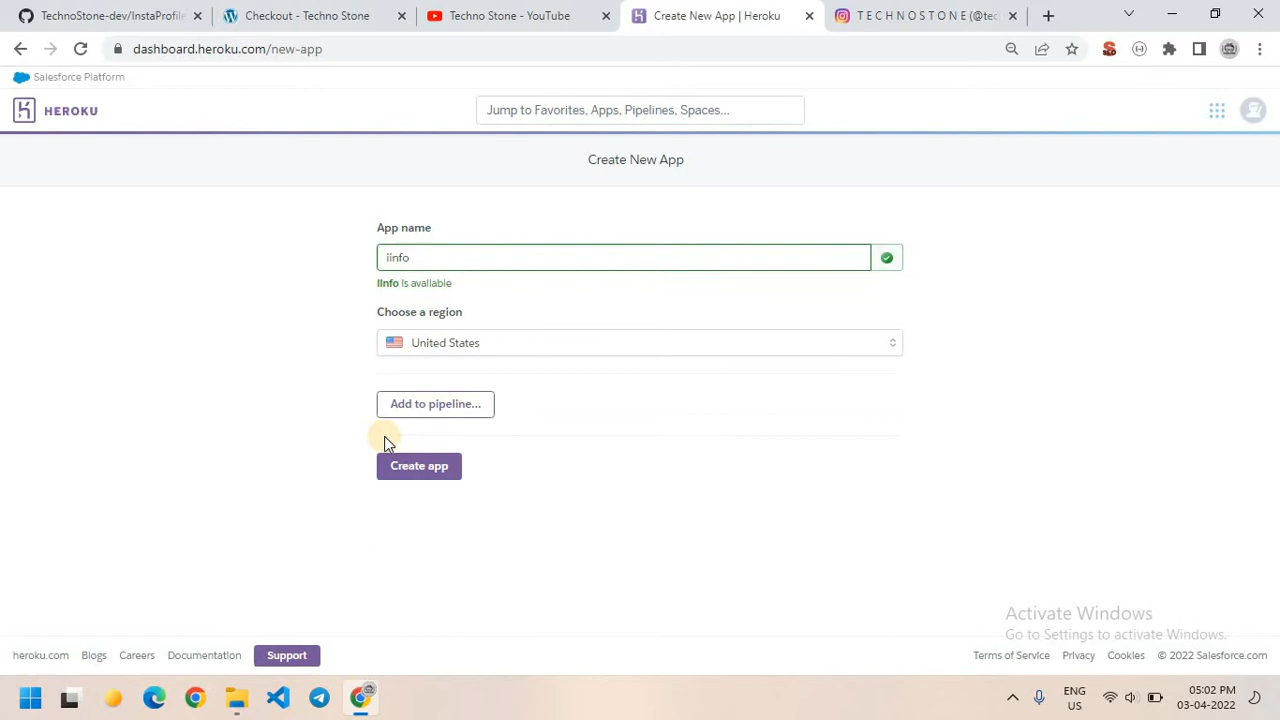 TechnoStone-dev/InstaProfile
Checkout - Techno Stone
Techno Stone - YouTube
Create New App | Heroku
T E C H N O S T O N E (@tec
dashboard.heroku.com/new-app
Salesforce Platform
HEROKU
Jump to Favorites, Apps, Pipelines, Spaces...
Create New App
App name
iinfo
iinfo is available
Choose a region
United States
Add to pipeline...
Create app
Activate Windows
Go to Settings to activate Windows.
heroku.com Blogs Careers Documentation Support Terms of Service Privacy Cookies © 2022 Salesforce.com
ENG
US
05:02 PM
03-04-2022